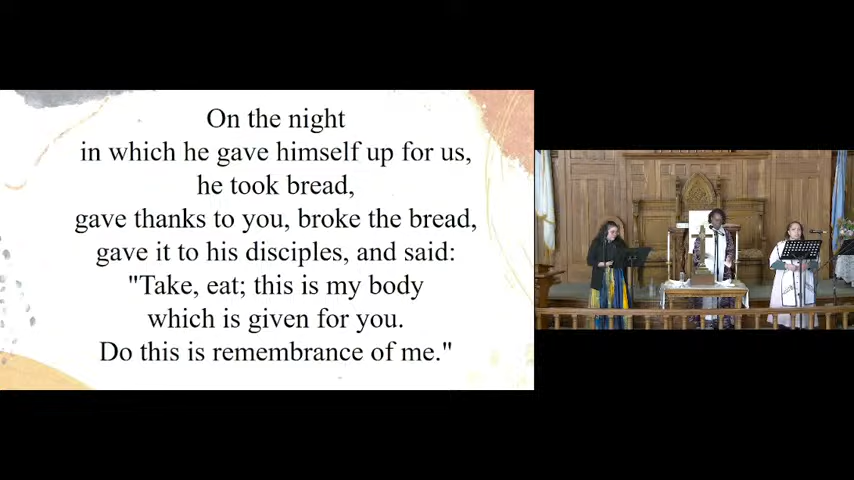 On the night
in which he gave himself up for us,
he took bread,
gave thanks to you, broke the bread,
gave it to his disciples, and said:
"Take, eat; this is my body
which is given for you.
Do this is remembrance of me."